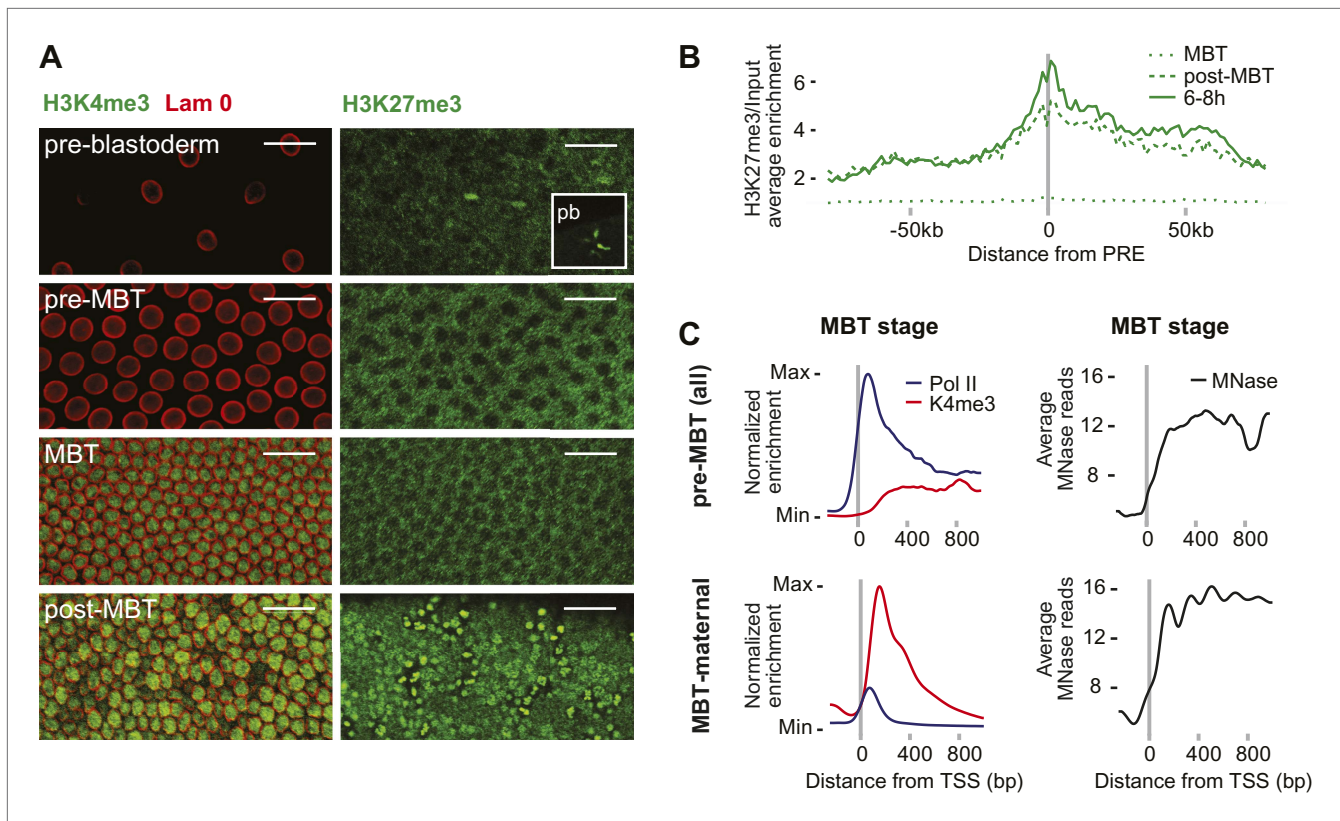 A
H3K4me3 Lam 0
H3K27me3
pre-blastoderm
pb
pre-MBT
MBT
post-MBT
B
H3K27me3/Input
average enrichment
6
4
2
MBT
post-MBT
6-8h
-50kb
0
50kb
Distance from PRE
C
MBT stage
MBT stage
pre-MBT (all)
Normalized
enrichment
Max
Min
Pol II
K4me3
0
400
800
Average
MNase reads
16
12
8
MNase
0
400
800
MBT-maternal
Normalized
enrichment
Max
Min
0
400
800
Distance from TSS (bp)
Average
MNase reads
16
12
8
0
400
800
Distance from TSS (bp)